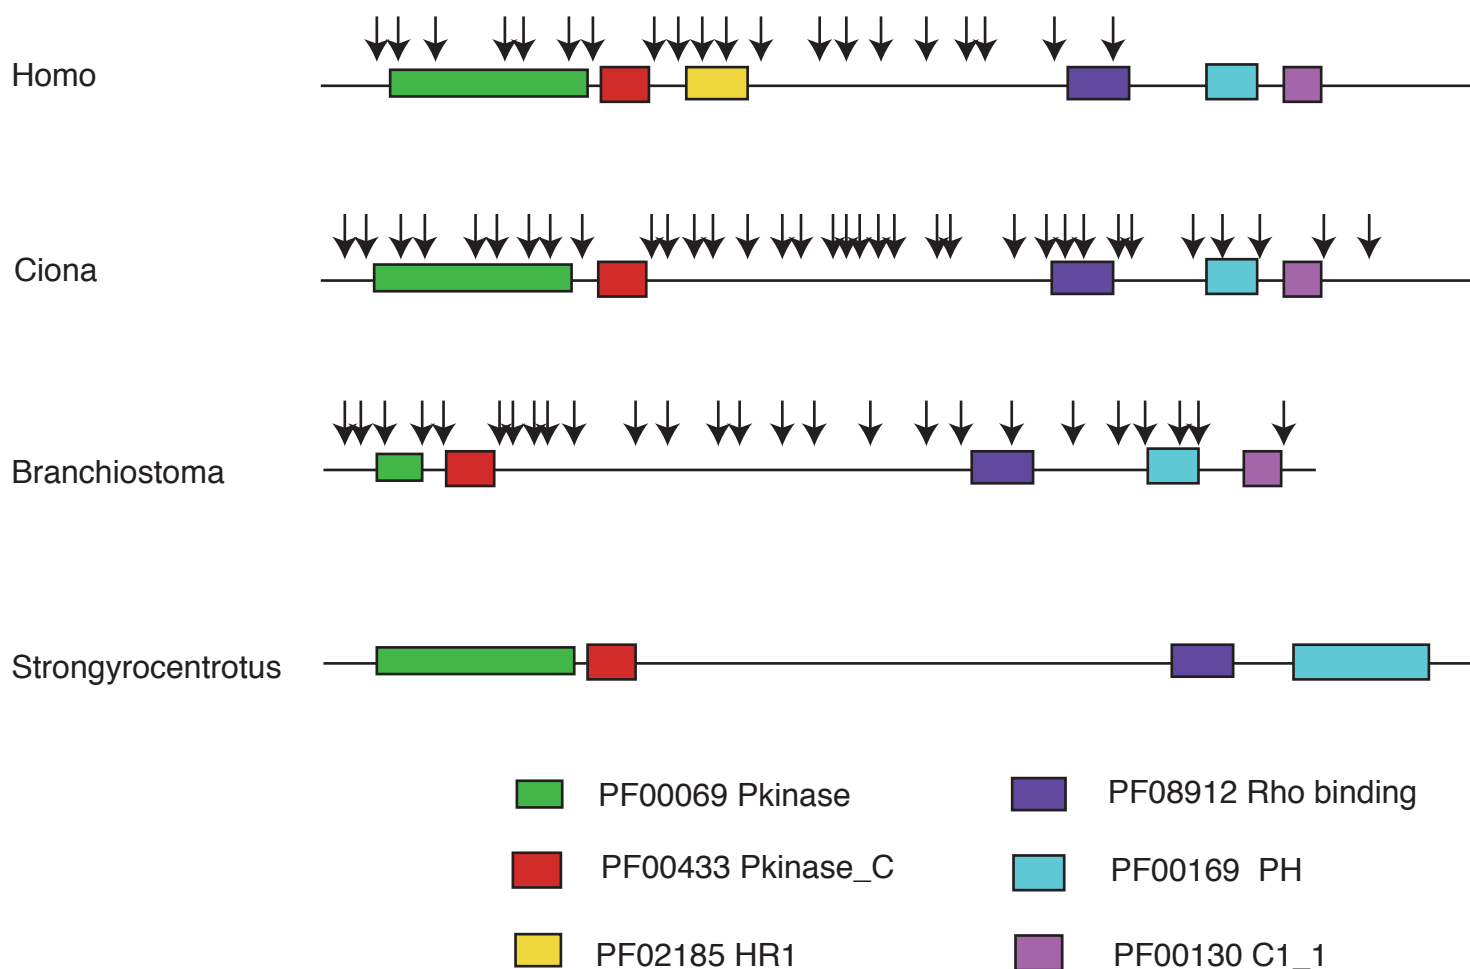 Homo
Ciona
Branchiostoma
Strongyrocentrotus
PF00069 Pkinase
PF08912 Rho binding
PF00433 Pkinase_C
PF00169 PH
PF02185 HR1
PF00130 C1_1